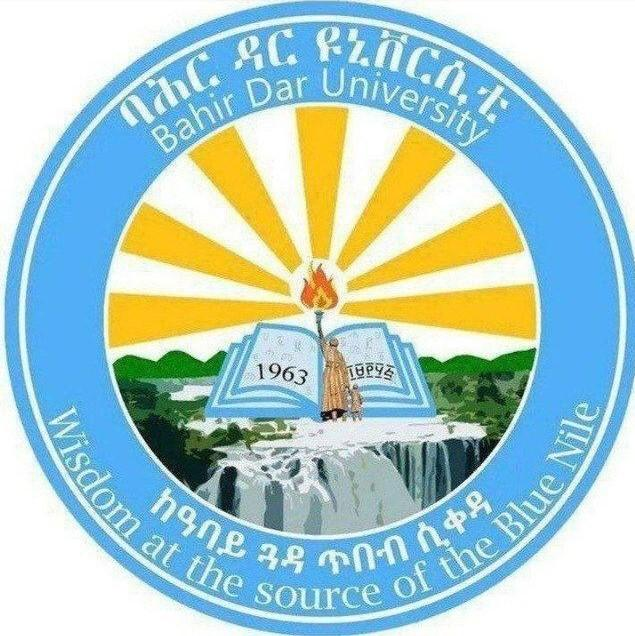 ባሕር ዳር ዩኒቨርሲቲ
Bahir Dar University
1963
፲፱፻፶፭
ከዓባይ ጓዳ ጥበብ ሲቀዳ
Wisdom at the source of the Blue Nile